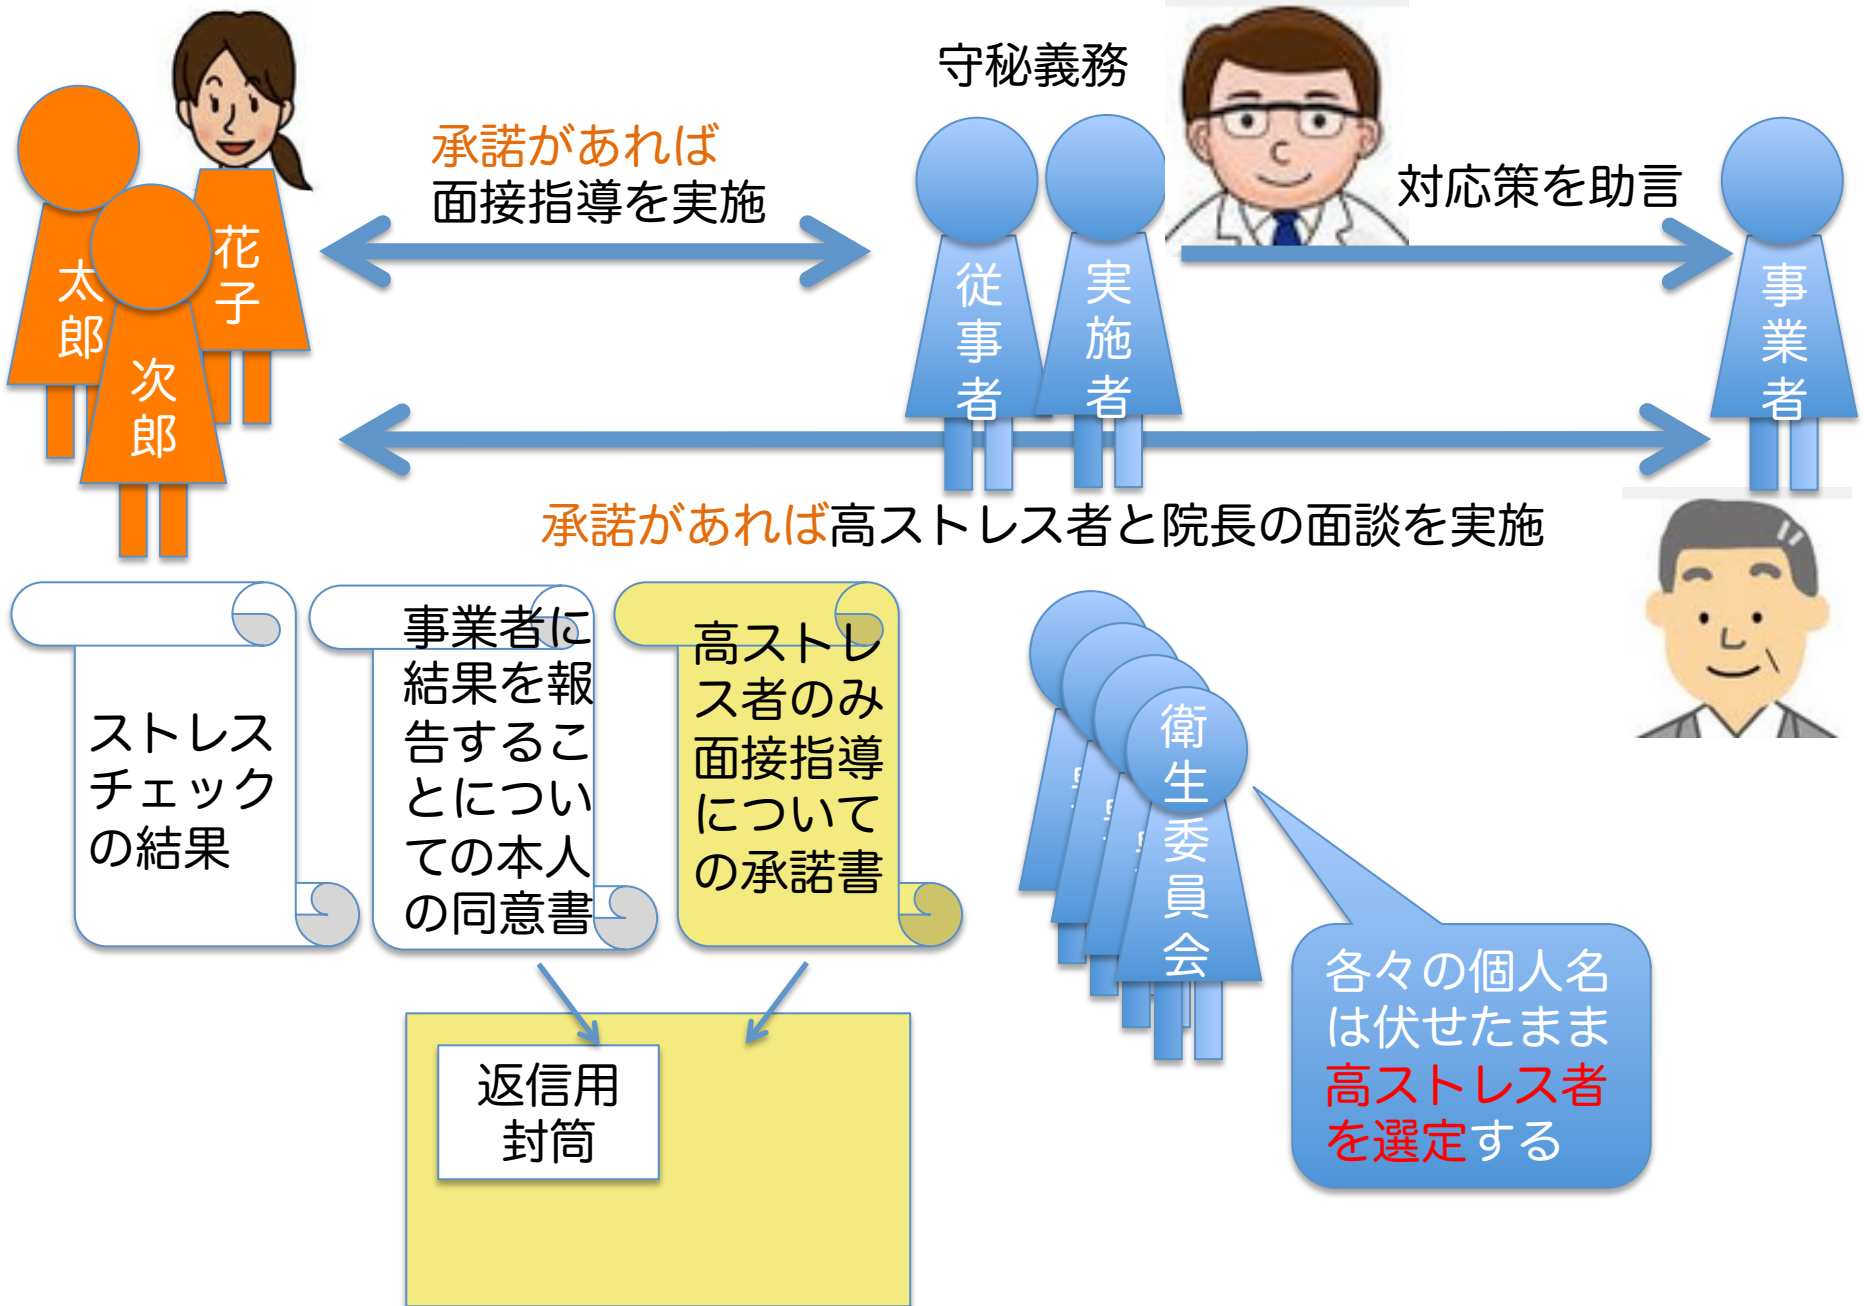 守秘義務
承諾があれば
面接指導を実施
対応策を助言
太郎
花子
次郎
従事者
実施者
事業者
承諾があれば高ストレス者と院長の面談を実施
ストレス
チェック
の結果
事業者に
結果を報
告するこ
とについ
ての本人
の同意書
高ストレ
ス者のみ
面接指導
について
の承諾書
衛生委員会
各々の個人名
は伏せたまま
高ストレス者
を選定する
返信用
封筒